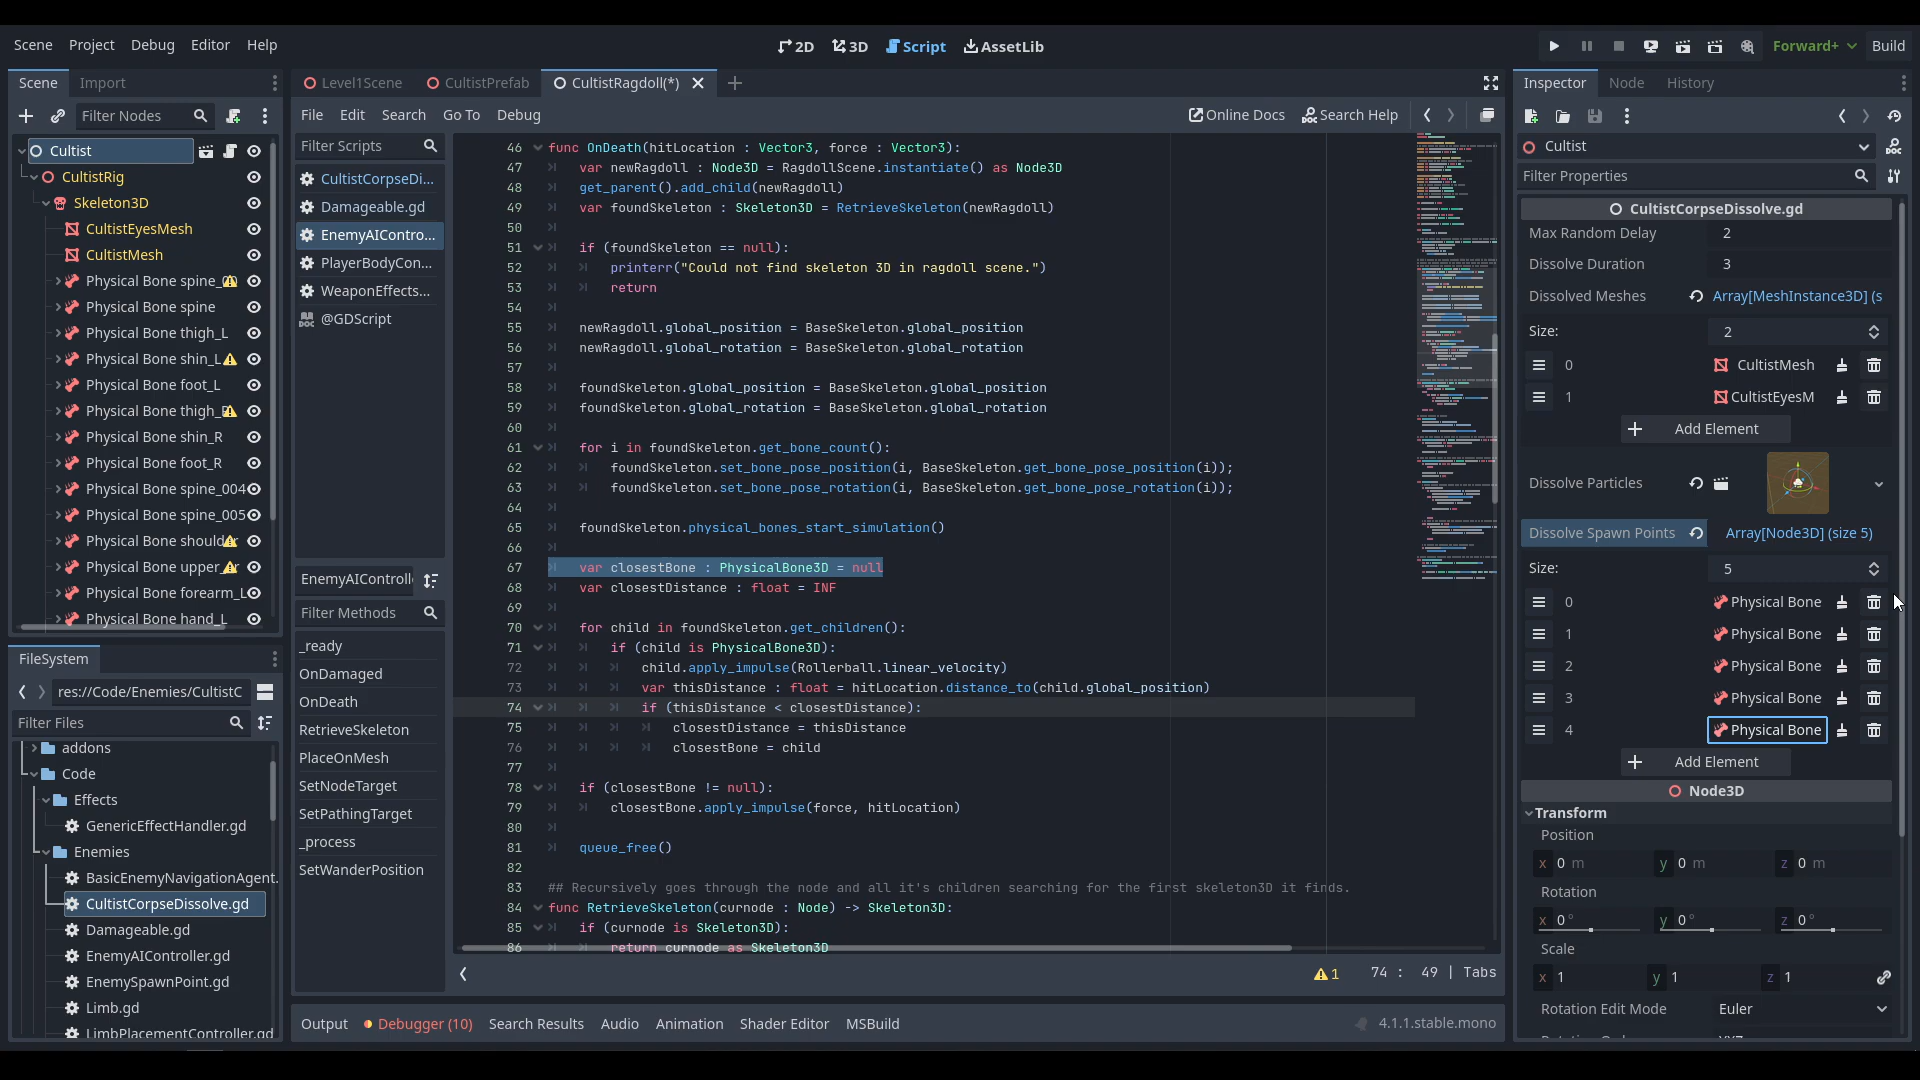 Scene Project Debug Editor Help
2D 3D Script AssetLib
Forward+ Build
Scene Import
Filter Nodes
Cultist
CultistRig
Skeleton3D
CultistEyesMesh
CultistMesh
Physical Bone spine_0
Physical Bone spine
Physical Bone thigh_L
Physical Bone shin_L
Physical Bone foot_L
Physical Bone thigh_
Physical Bone shin_R
Physical Bone foot_R
Physical Bone spine_004
Physical Bone spine_005
Physical Bone should
Physical Bone upper_
Physical Bone forearm_L
Physical Bone hand_L
FileSystem
res://Code/Enemies/CultistC
Filter Files
addons
Code
Effects
GenericEffectHandler.gd
Enemies
BasicEnemyNavigationAgent.
CultistCorpseDissolve.gd
Damageable.gd
EnemyAIController.gd
EnemySpawnPoint.gd
Limb.gd
LimbPlacementController.gd
Level1Scene CultistPrefab CultistRagdoll(*)
File Edit Search Go To Debug Online Docs Search Help
Filter Scripts
CultistCorpseDi...
Damageable.gd
EnemyAIContro...
PlayerBodyCon...
WeaponEffects...
@GDScript
EnemyAIControll
Filter Methods
_ready
OnDamaged
OnDeath
RetrieveSkeleton
PlaceOnMesh
SetNodeTarget
SetPathingTarget
_process
SetWanderPosition
46 func OnDeath(hitLocation : Vector3, force : Vector3):
47 var newRagdoll : Node3D = RagdollScene.instantiate() as Node3D
48 get_parent().add_child(newRagdoll)
49 var foundSkeleton : Skeleton3D = RetrieveSkeleton(newRagdoll)
50
51 if (foundSkeleton == null):
52 printerr("Could not find skeleton 3D in ragdoll scene.")
53 return
54
55 newRagdoll.global_position = BaseSkeleton.global_position
56 newRagdoll.global_rotation = BaseSkeleton.global_rotation
57
58 foundSkeleton.global_position = BaseSkeleton.global_position
59 foundSkeleton.global_rotation = BaseSkeleton.global_rotation
60
61 for i in foundSkeleton.get_bone_count():
62 foundSkeleton.set_bone_pose_position(i, BaseSkeleton.get_bone_pose_position(i));
63 foundSkeleton.set_bone_pose_rotation(i, BaseSkeleton.get_bone_pose_rotation(i));
64
65 foundSkeleton.physical_bones_start_simulation()
66
67 var closestBone : PhysicalBone3D = null
68 var closestDistance : float = INF
69
70 for child in foundSkeleton.get_children():
71 if (child is PhysicalBone3D):
72 child.apply_impulse(Rollerball.linear_velocity)
73 var thisDistance : float = hitLocation.distance_to(child.global_position)
74 if (thisDistance < closestDistance):
75 closestDistance = thisDistance
76 closestBone = child
77
78 if (closestBone != null):
79 closestBone.apply_impulse(force, hitLocation)
80
81 queue_free()
82
83 ## Recursively goes through the node and all it's children searching for the first skeleton3D it finds.
84 func RetrieveSkeleton(curnode : Node) -> Skeleton3D:
85 if (curnode is Skeleton3D):
86 return curnode as Skeleton3D
1 74 : 49 | Tabs
Output Debugger (10) Search Results Audio Animation Shader Editor MSBuild 4.1.1.stable.mono
Inspector Node History
Cultist
Filter Properties
CultistCorpseDissolve.gd
Max Random Delay 2
Dissolve Duration 3
Dissolved Meshes Array[MeshInstance3D] (s
Size: 2
0 CultistMesh
1 CultistEyesM
Add Element
Dissolve Particles
Dissolve Spawn Points Array[Node3D] (size 5)
Size: 5
0 Physical Bone
1 Physical Bone
2 Physical Bone
3 Physical Bone
4 Physical Bone
Add Element
Node3D
Transform
Position
x 0 m y 0 m z 0 m
Rotation
x 0 ° y 0 ° z 0 °
Scale
x 1 y 1 z 1
Rotation Edit Mode Euler